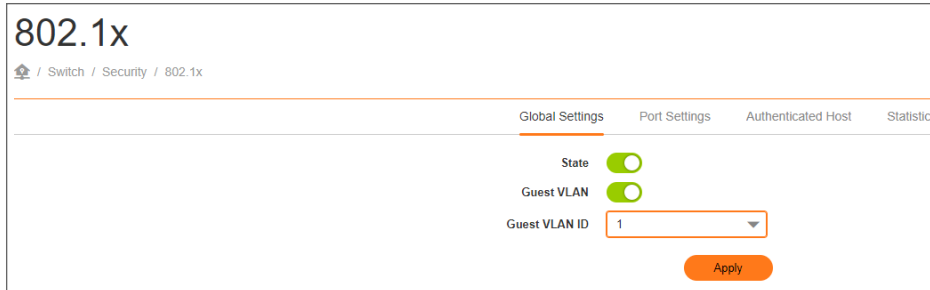 802.1x
/ Switch / Security / 802.1x
Global Settings Port Settings Authenticated Host Statistic
State
Guest VLAN
Guest VLAN ID 1
Apply